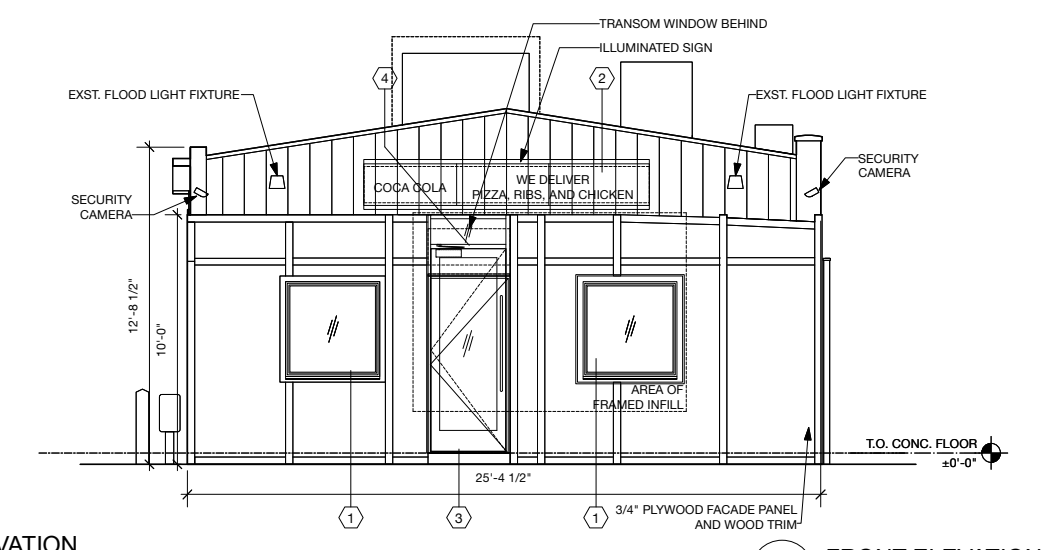 TRANSOM WINDOW BEHIND
ILLUMINATED SIGN
4
2
EXST. FLOOD LIGHT FIXTURE
EXST. FLOOD LIGHT FIXTURE
SECURITY
CAMERA
WE DELIVER
COCA COLA
PIZZA, RIBS, AND CHICKEN
SECURITY
CAMERA
12'-8 1/2"
10'-0"
AREA OF
FRAMED INFILL
T.O. CONC. FLOOR
±0'-0"
25'-4 1/2"
1
3
1
3/4" PLYWOOD FACADE PANEL
AND WOOD TRIM